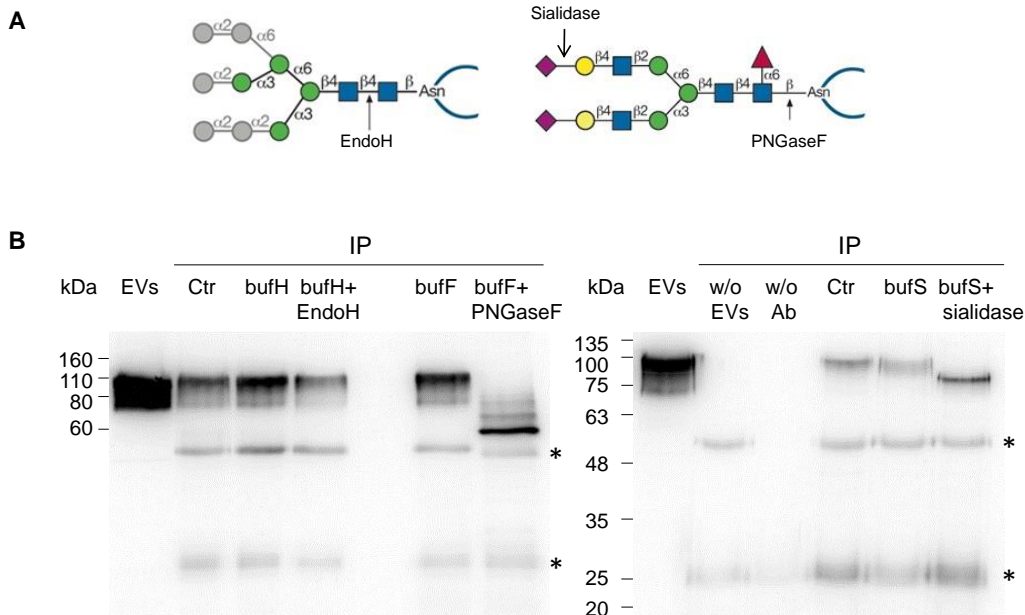 A
Sialidase
α2 α6
α2 α3 α6 β4 β4 β Asn
α2 α2 α3
EndoH
β4 β2 α6 α6
β4 β4 β Asn
β4 β2 α3
PNGaseF
B
IP
kDa EVs Ctr bufH bufH+ EndoH bufF bufF+ PNGaseF
160
110
80
60
*
*
IP
kDa EVs w/o EVs w/o Ab Ctr bufS bufS+ sialidase
135
100
75
63
48
35
25
20
*
*